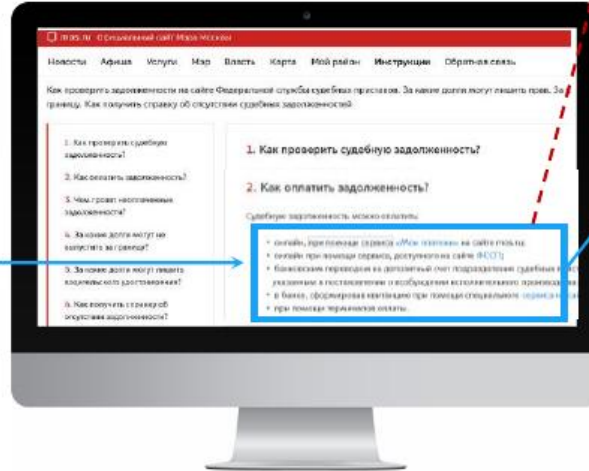 mos.ru Официальный сайт Мэра Москвы
Новости Афиша Услуги Мэр Власть Карта Мой район Инструкции Обратная связь
Как проверить задолженности на сайте Федеральной службы судебных приставов. За какие долги могут лишить прав. За
границу. Как получить справку об отсутствии судебных задолженностей
1. Как проверить судебную
задолженность?
2. Как оплатить задолженность?
3. Чем грозят неоплаченные
задолженности?
4. За какие долги могут не
выпустить за границу?
5. За какие долги могут лишить
водительского удостоверения?
6. Как получить справку об
отсутствии задолженности?
1. Как проверить судебную задолженность?
2. Как оплатить задолженность?
Судебную задолженность можно оплатить:
онлайн, при помощи сервиса «Мои платежи» на сайте mos.ru;
онлайн при помощи сервиса, доступного на сайте ФССП;
банковским переводом на депозитный счет подразделения судебных
указанным в постановлении о возбуждении исполнительного производства
в банке, сформировав квитанцию при помощи специального сервиса на
при помощи терминалов оплаты.